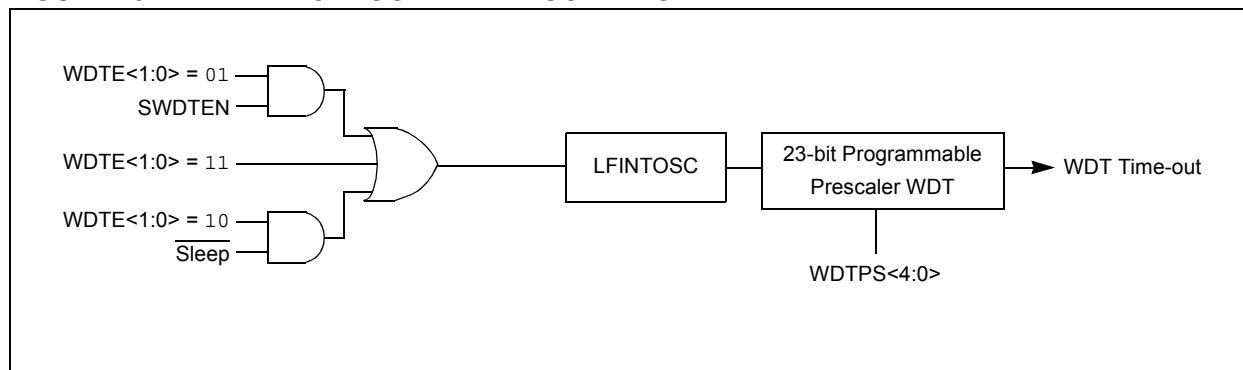 WDTE<1:0> = 01
SWDTEN
WDTE<1:0> = 11
WDTE<1:0> = 10
Sleep
LFINTOSC
23-bit Programmable
Prescaler WDT
WDT Time-out
WDTPS<4:0>